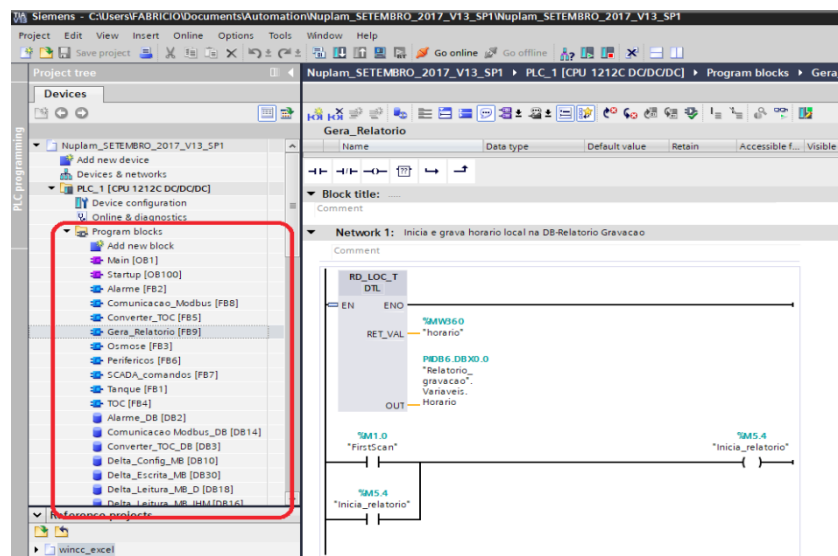 Siemens - C:\Users\FABRICIO\Documents\Automation\Nuplam_SETEMBRO_2017_V13_SP1\Nuplam_SETEMBRO_2017_V13_SP1
Project Edit View Insert Online Options Tools Window Help
Save project Go online Go offline
Project tree
Nuplam_SETEMBRO_2017_V13_SP1 PLC_1 [CPU 1212C DC/DC/DC] Program blocks Gera
Devices
PLC programming
Nuplam_SETEMBRO_2017_V13_SP1
Add new device
Devices & networks
PLC_1 [CPU 1212C DC/DC/DC]
Device configuration
Online & diagnostics
Program blocks
Add new block
Main [OB1]
Startup [OB100]
Alarme [FB2]
Comunicacao_Modbus [FB8]
Converter_TOC [FB5]
Gera_Relatorio [FB9]
Osmose [FB3]
Perifericos [FB6]
SCADA_comandos [FB7]
Tanque [FB1]
TOC [FB4]
Alarme_DB [DB2]
Comunicacao Modbus_DB [DB14]
Converter_TOC_DB [DB3]
Delta_Config_MB [DB10]
Delta_Escrita_MB [DB30]
Delta_Leitura_MB_D [DB18]
Delta_Leitura_MB_IHM [DB16]
Reference projects
wincc_excel
Gera_Relatorio
Name Data type Default value Retain Accessible f... Visible
Block title:
Comment
Network 1: Inicia e grava horario local na DB-Relatorio Gravacao
Comment
RD_LOC_T
DTL
EN ENO
%MW360
RET_VAL "horario"
P#DB6.DBX0.0
"Relatorio_
gravacao".
Variaveis.
OUT Horario
%M1.0 %M5.4
"FirstScan" "Inicia_relatorio"
%M5.4
"Inicia_relatorio"